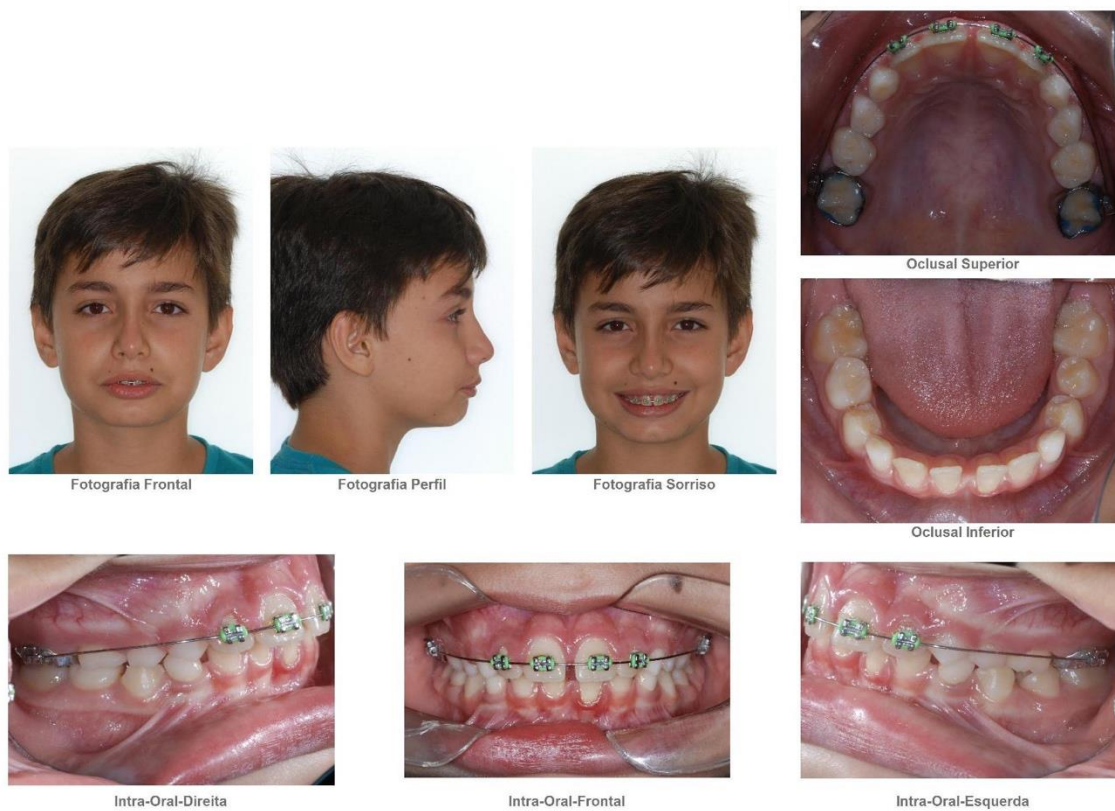 Oclusal Superior
Fotografia Frontal
Fotografia Perfil
Fotografia Sorriso
Oclusal Inferior
Intra-Oral-Direita
Intra-Oral-Frontal
Intra-Oral-Esquerda